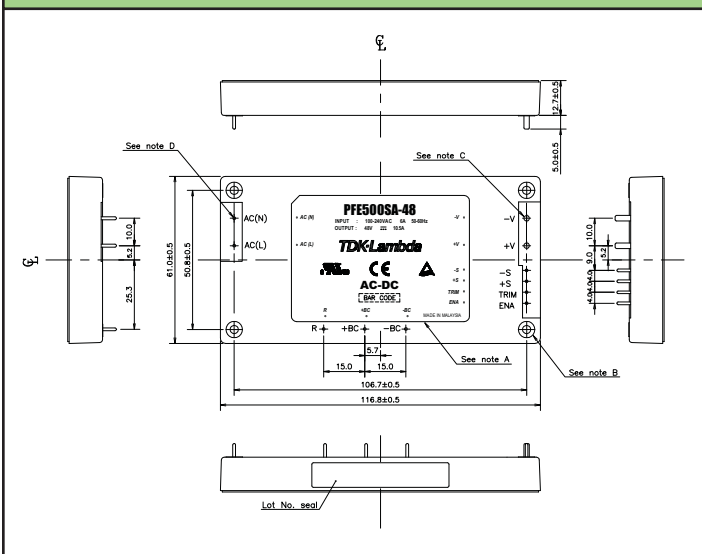 ℄
12.7±0.5
5.0±0.5
See note D
See note C
AC(N)
AC(L)
10.0
5.2
25.3
℄
61.0±0.5
50.8±0.5
PFE500SA-48
INPUT : 100-240VAC 6A 50-60Hz
OUTPUT : 48V 10.5A
AC (N)
AC (L)
TDK-Lambda
CE
AC-DC
BAR CODE
R
+BC
-BC
MADE IN MALAYSIA
-V
+V
-S
+S
TRIM
ENA
-V
+V
-S
+S
TRIM
ENA
10.0
9.0
5.2
4.0
4.0
4.0
R
+BC
-BC
5.7
15.0
15.0
See note A
See note B
106.7±0.5
116.8±0.5
Lot No. seal